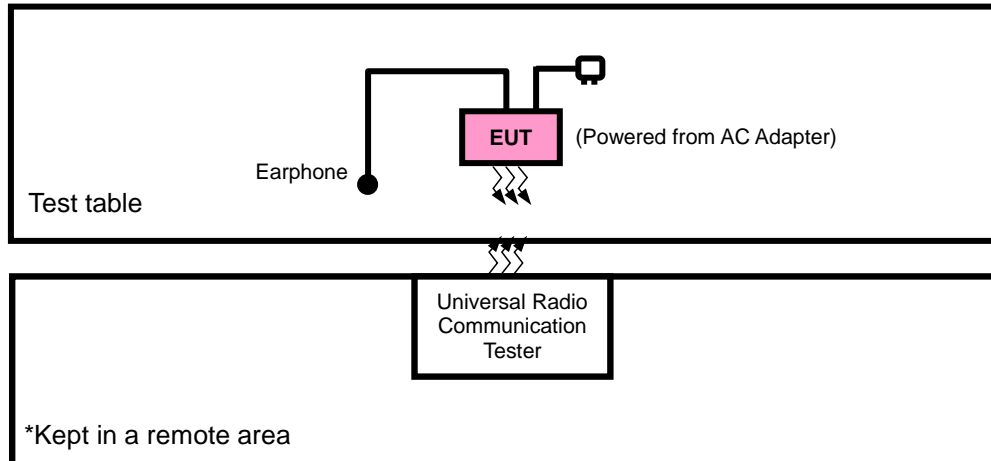 EUT
(Powered from AC Adapter)
Earphone
Test table
Universal Radio
Communication
Tester
*Kept in a remote area